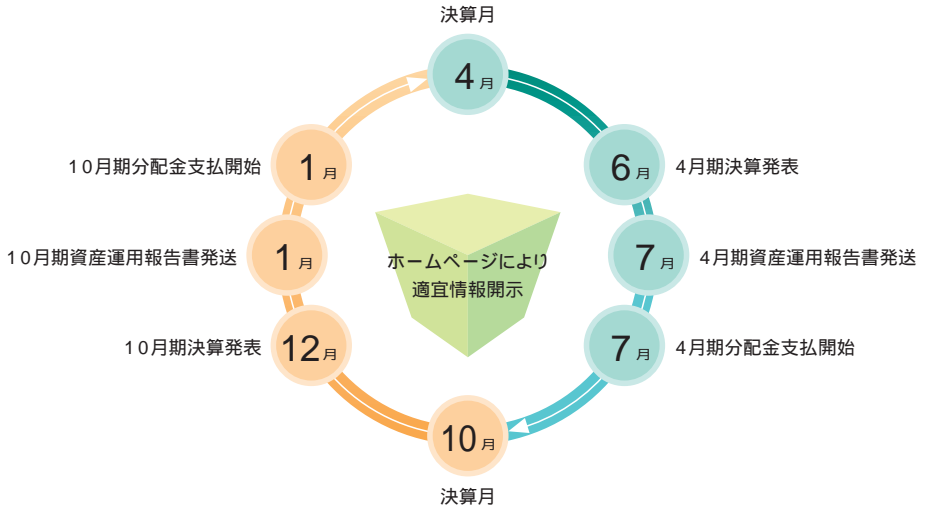 決算月
4月
6月
4月期決算発表
7月
4月期資産運用報告書発送
7月
4月期分配金支払開始
10月
決算月
12月
10月期決算発表
1月
10月期資産運用報告書発送
1月
10月期分配金支払開始
ホームページにより
適宜情報開示